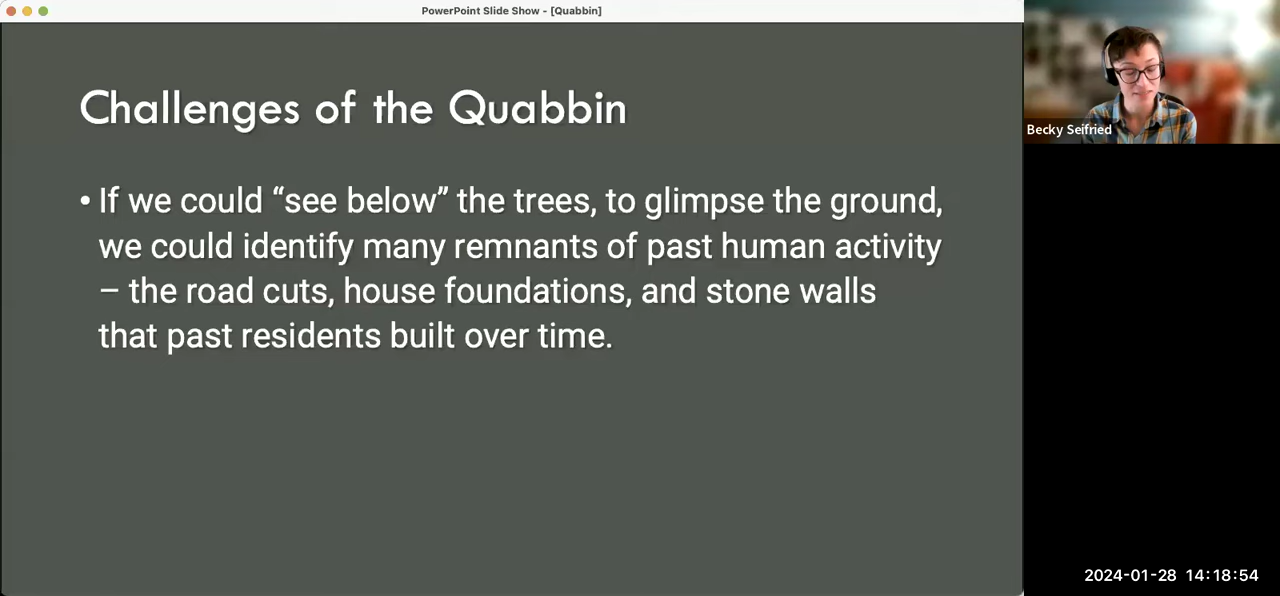 PowerPoint Slide Show - [Quabbin]
Challenges of the Quabbin
• If we could “see below” the trees, to glimpse the ground,
we could identify many remnants of past human activity
– the road cuts, house foundations, and stone walls
that past residents built over time.
Becky Seifried
2024-01-28 14:18:54